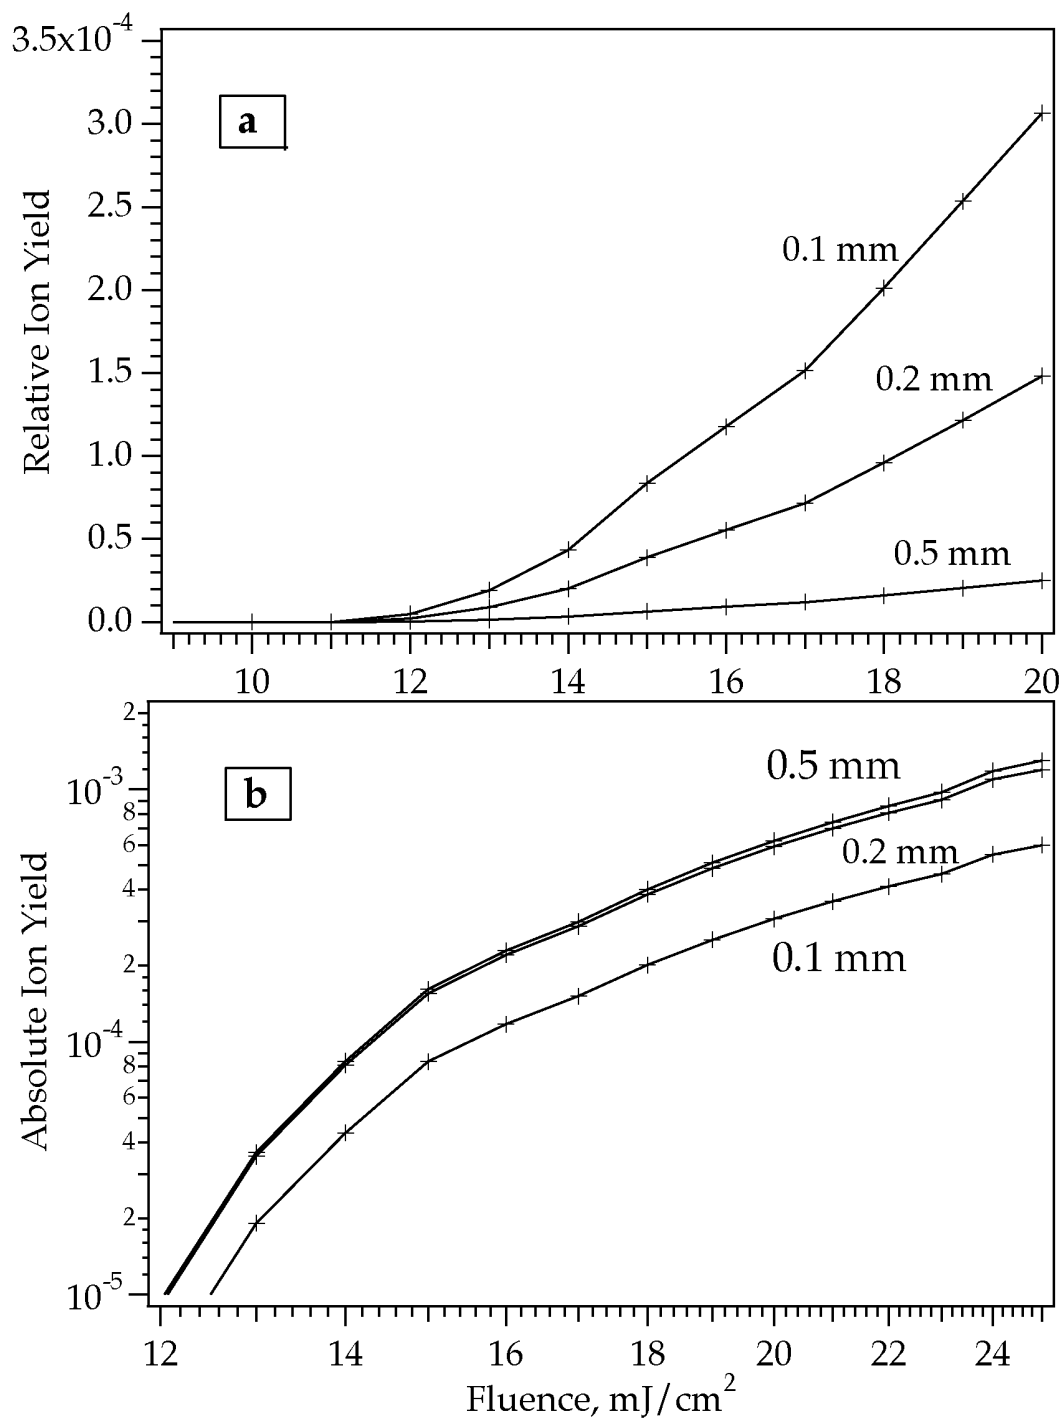 3.5x10-4
3.0
2.5
2.0
1.5
1.0
0.5
0.0
Relative Ion Yield
a
0.1 mm
0.2 mm
0.5 mm
10 12 14 16 18 20
2
10-3
8
6
4
2
10-4
8
6
4
2
10-5
Absolute Ion Yield
b
0.5 mm
0.2 mm
0.1 mm
12 14 16 18 20 22 24
Fluence, mJ/cm2